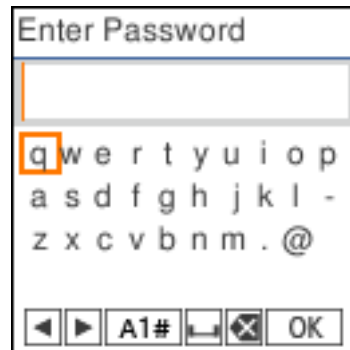 Enter Password
q w e r t y u i o p
a s d f g h j k l -
z x c v b n m . @
A1# OK